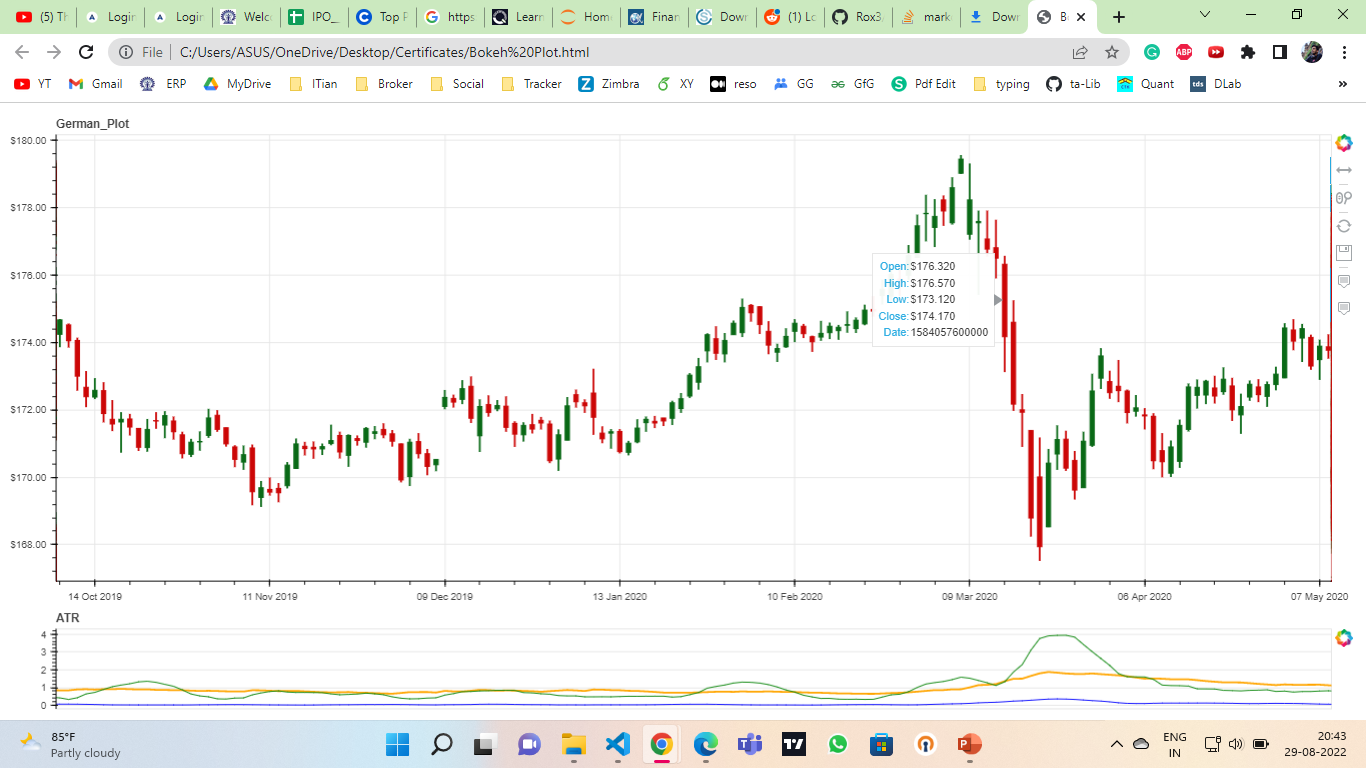 (5) Th
Login
Login
Welco
IPO_
Top P
https
Learn
Home
Finan
Down
(1) Lo
Rox3
mark
Down
Bo
File
C:/Users/ASUS/OneDrive/Desktop/Certificates/Bokeh%20Plot.html
YT
Gmail
ERP
MyDrive
ITian
Broker
Social
Tracker
Zimbra
XY
reso
GG
GfG
Pdf Edit
typing
ta-Lib
Quant
DLab
»
German_Plot
$180.00
$178.00
$176.00
$174.00
$172.00
$170.00
$168.00
Open: $176.320
High: $176.570
Low: $173.120
Close: $174.170
Date: 1584057600000
14 Oct 2019
11 Nov 2019
09 Dec 2019
13 Jan 2020
10 Feb 2020
09 Mar 2020
06 Apr 2020
07 May 2020
ATR
4
3
2
1
0
85°F
Partly cloudy
ENG
IN
20:43
29-08-2022